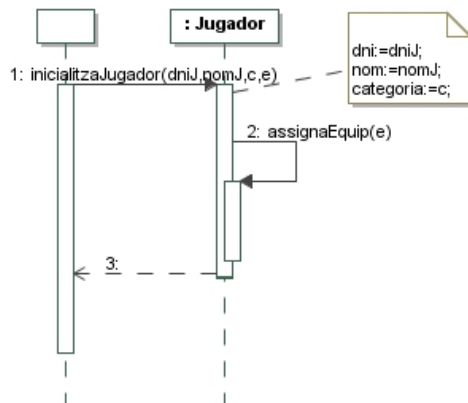 : Jugador
dni:=dniJ;
nom:=nomJ;
categoria:=c;
1: inicialitzaJugador(dniJ,nomJ,c,e)
2: assignaEquip(e)
3: